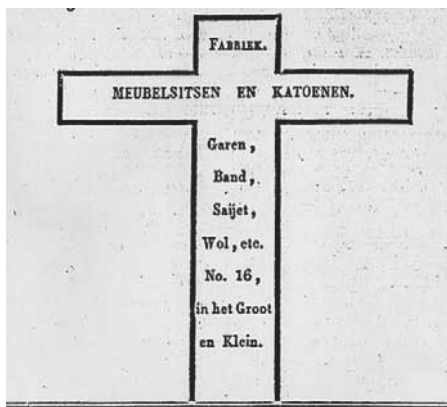 FABRIEK.
MEUBELSITSEN EN KATOENEN.
Garen,
Band,
Saijet,
Wol, etc.
No. 16,
in het Groot
en Klein.